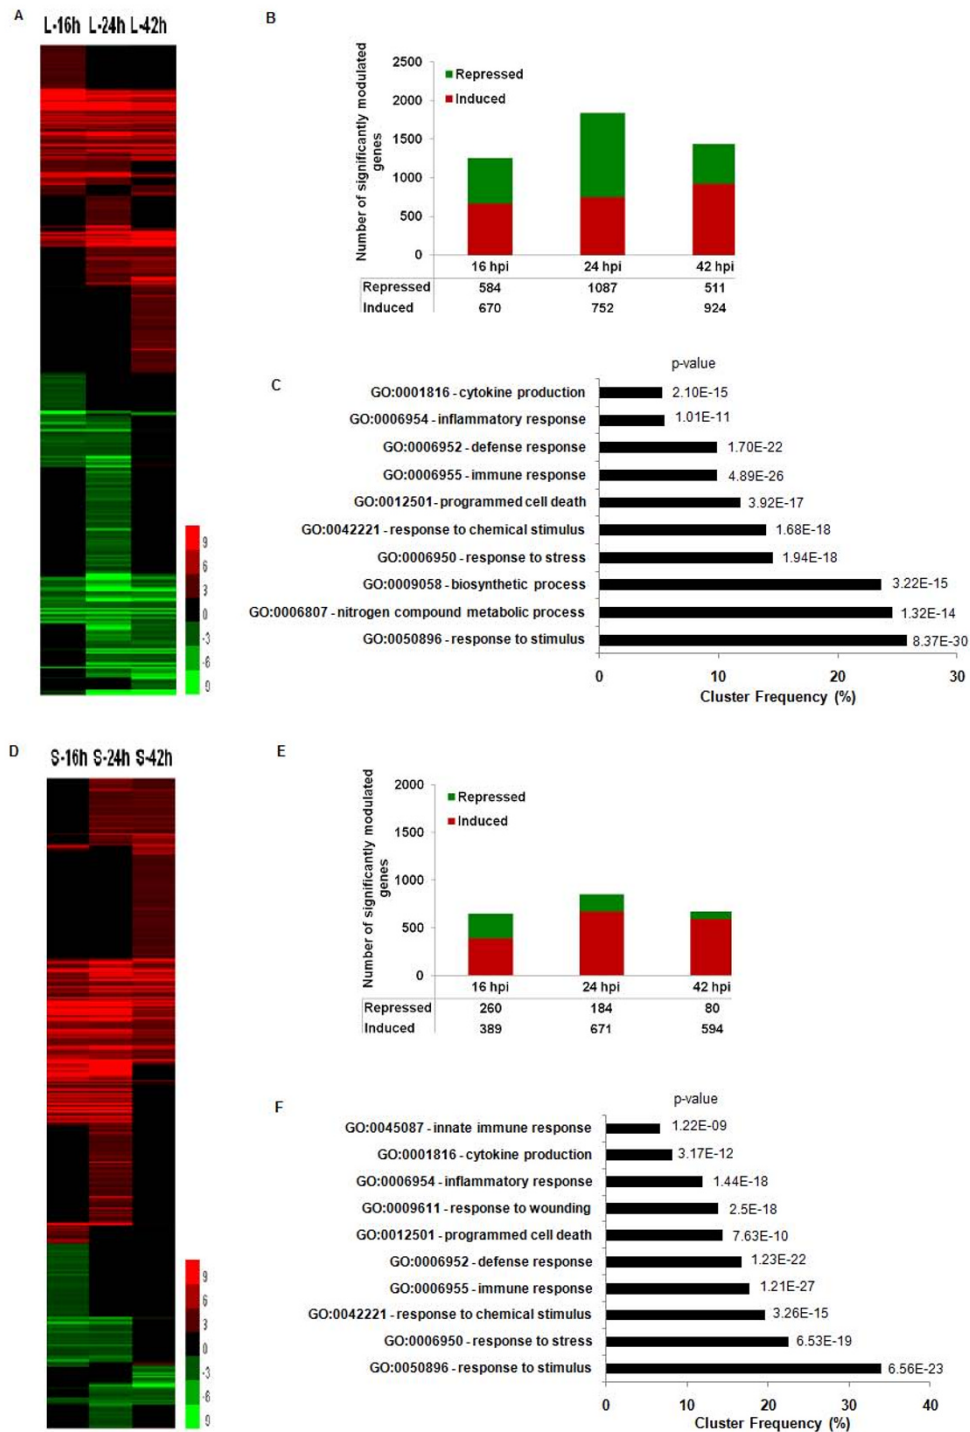 A
L-16h L-24h L-42h
9
6
3
0
-3
-6
9
B
Number of significantly modulated
genes
2500
2000
1500
1000
500
0
Repressed
Induced
16 hpi 24 hpi 42 hpi
Repressed 584 1087 511
Induced 670 752 924
C
p-value
GO:0001816 - cytokine production 2.10E-15
GO:0006954 - inflammatory response 1.01E-11
GO:0006952 - defense response 1.70E-22
GO:0006955 - immune response 4.89E-26
GO:0012501- programmed cell death 3.92E-17
GO:0042221 - response to chemical stimulus 1.68E-18
GO:0006950 - response to stress 1.94E-18
GO:0009058 - biosynthetic process 3.22E-15
GO:0006807 - nitrogen compound metabolic process 1.32E-14
GO:0050896 - response to stimulus 8.37E-30
0 10 20 30
Cluster Frequency (%)
D
S-16h S-24h S-42h
9
6
3
0
-3
-6
9
E
Number of significantly modulated
genes
2000
1500
1000
500
0
Repressed
Induced
16 hpi 24 hpi 42 hpi
Repressed 260 184 80
Induced 389 671 594
F
p-value
GO:0045087 - innate immune response 1.22E-09
GO:0001816 - cytokine production 3.17E-12
GO:0006954 - inflammatory response 1.44E-18
GO:0009611 - response to wounding 2.5E-18
GO:0012501 - programmed cell death 7.63E-10
GO:0006952 - defense response 1.23E-22
GO:0006955 - immune response 1.21E-27
GO:0042221 - response to chemical stimulus 3.26E-15
GO:0006950 - response to stress 6.53E-19
GO:0050896 - response to stimulus 6.56E-23
0 10 20 30 40
Cluster Frequency (%)